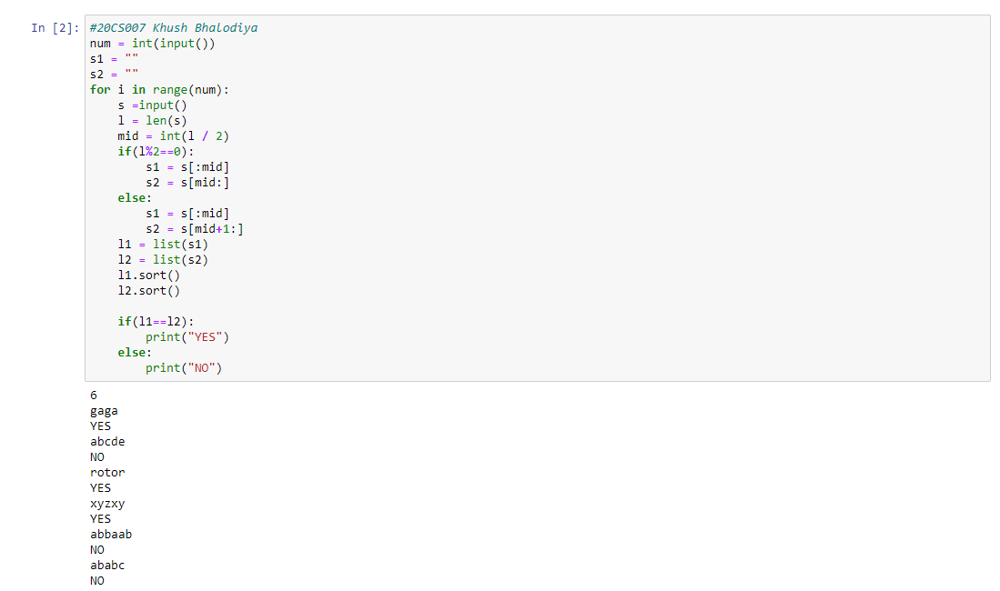 In [2]: #20CS007 Khush Bhalodiya
num = int(input())
s1 = ""
s2 = ""
for i in range(num):
    s =input()
    l = len(s)
    mid = int(l / 2)
    if(l%2==0):
        s1 = s[:mid]
        s2 = s[mid:]
    else:
        s1 = s[:mid]
        s2 = s[mid+1:]
    l1 = list(s1)
    l2 = list(s2)
    l1.sort()
    l2.sort()

    if(l1==l2):
        print("YES")
    else:
        print("NO")
6
gaga
YES
abcde
NO
rotor
YES
xyzxy
YES
abbaab
NO
ababc
NO